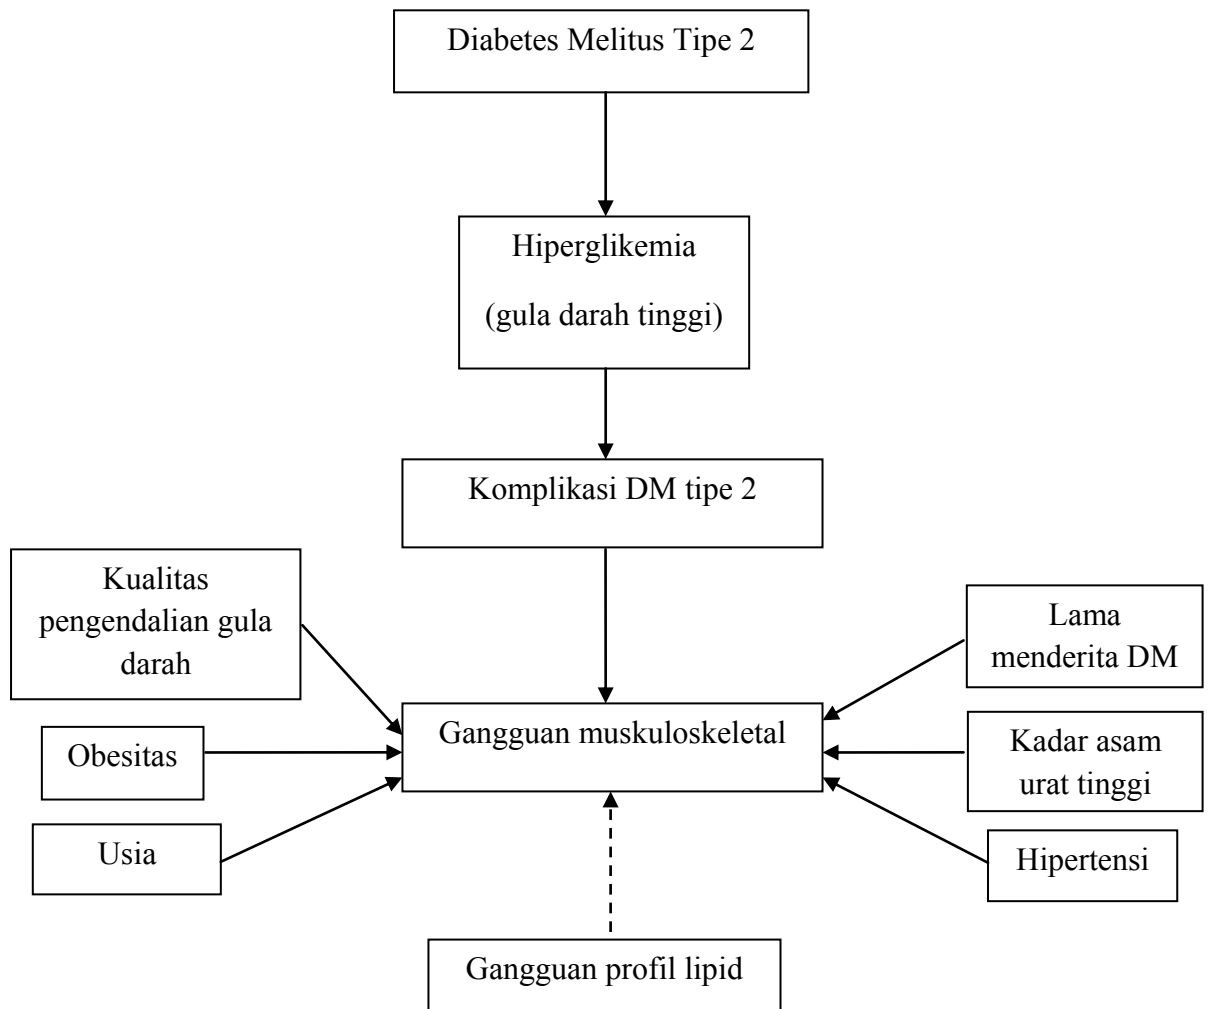 Diabetes Melitus Tipe 2
Hiperglikemia
(gula darah tinggi)
Komplikasi DM tipe 2
Kualitas
pengendalian gula
darah
Lama
menderita DM
Gangguan muskuloskeletal
Obesitas
Kadar asam
urat tinggi
Usia
Hipertensi
Gangguan profil lipid